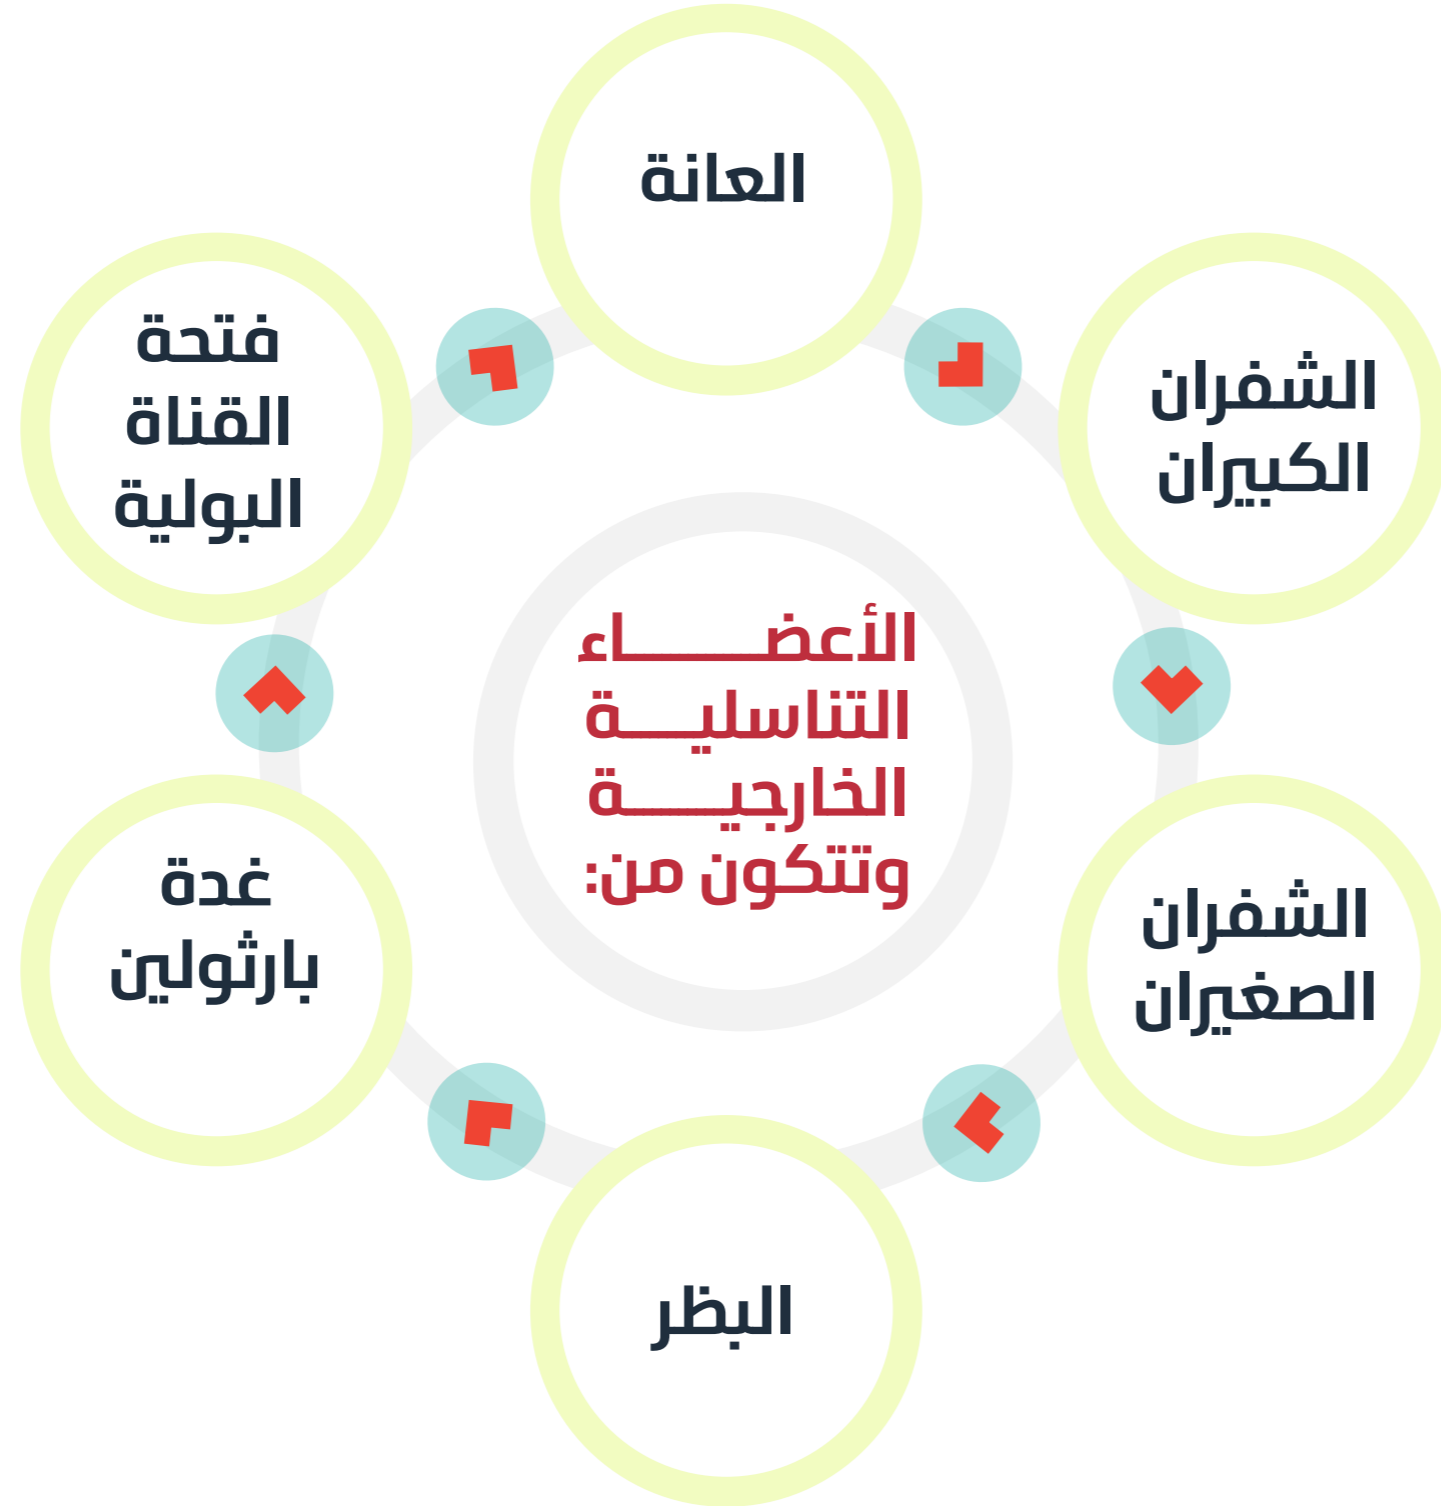 الأعضاء
التناسلية
الخارجية
وتتكون من:
العانة
الشفران
الكبيران
الشفران
الصغيران
البظر
غدة
بارثولين
فتحة
القناة
البولية